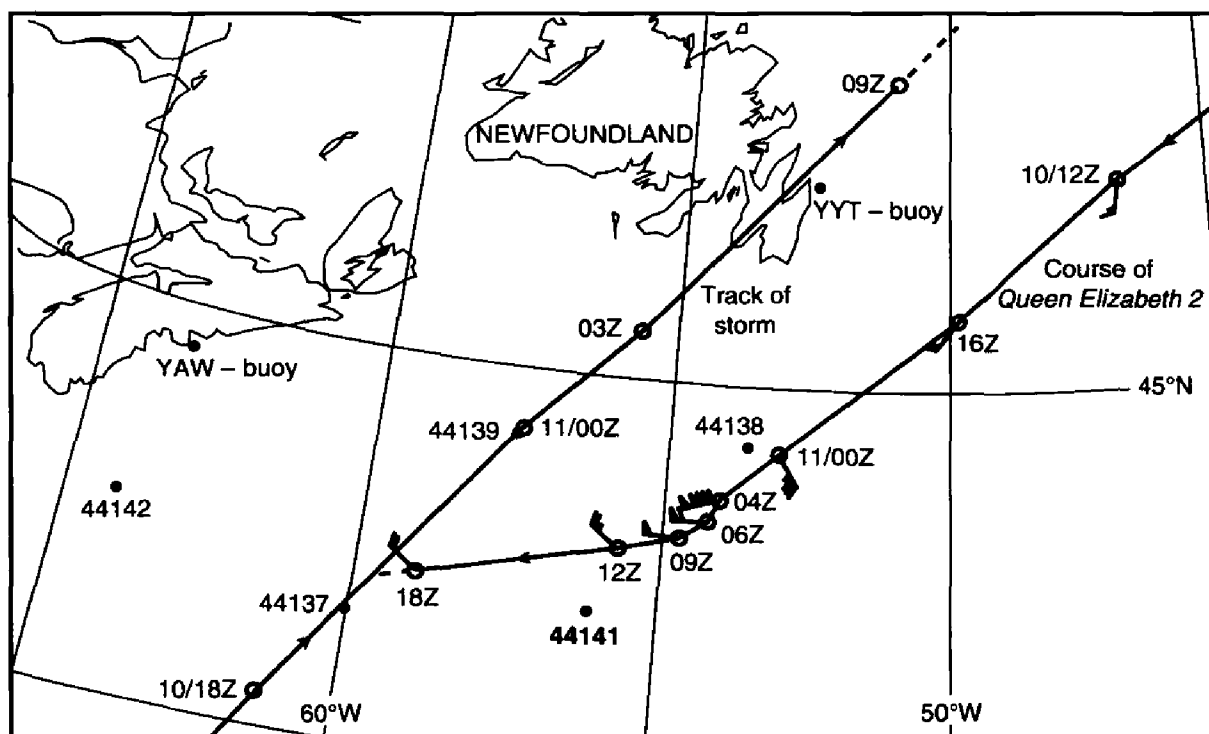 09Z
NEWFOUNDLAND
10/12Z
YYT – buoy
Course of
Queen Elizabeth 2
Track of
storm
03Z
16Z
YAW – buoy
45°N
44139
11/00Z
44138
11/00Z
44142
04Z
06Z
09Z
12Z
18Z
44137
44141
10/18Z
60°W
50°W